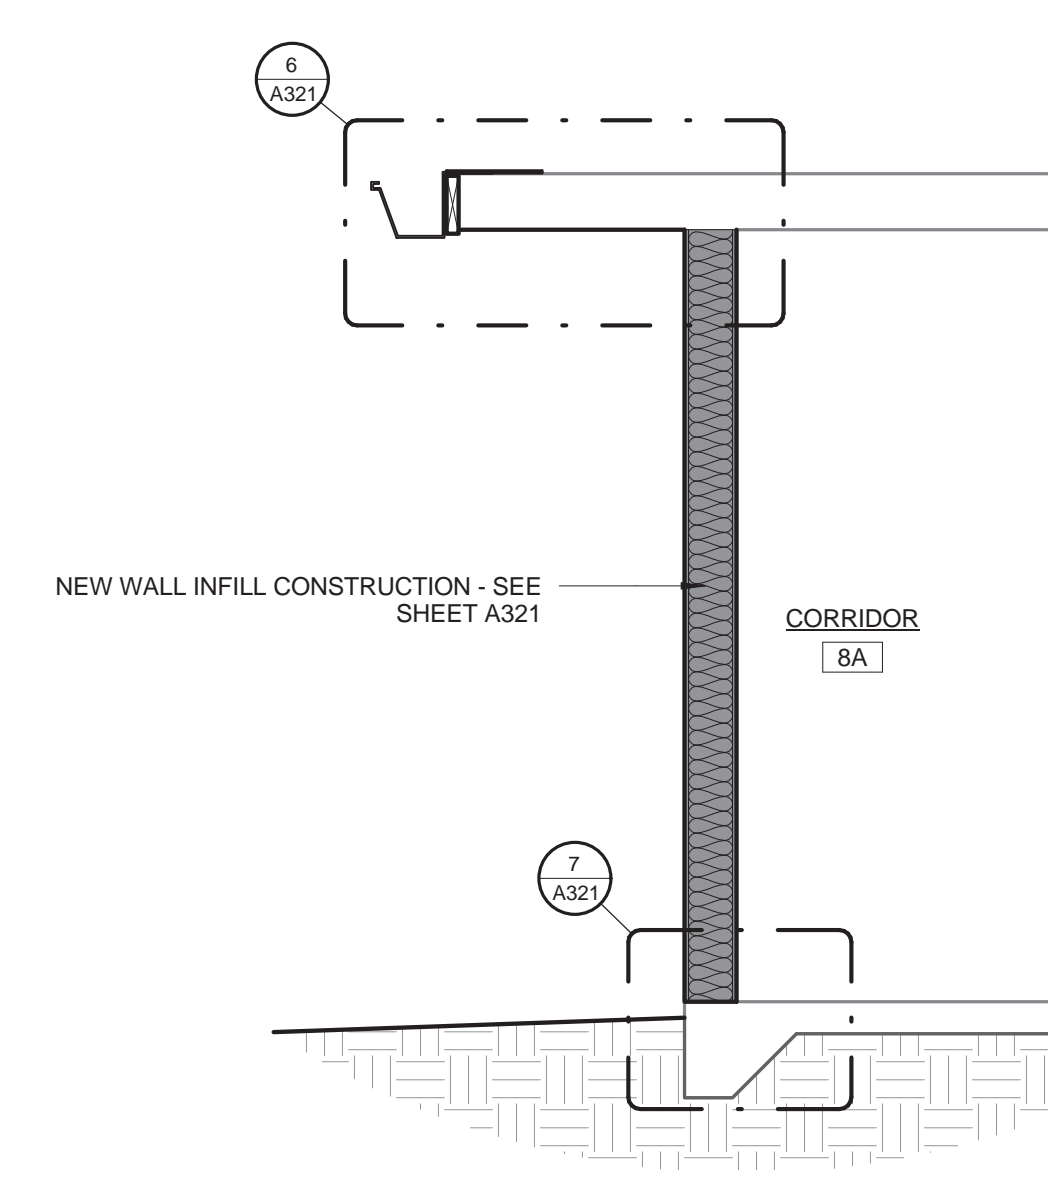 6
A321
NEW WALL INFILL CONSTRUCTION - SEE
SHEET A321
CORRIDOR
8A
7
A321